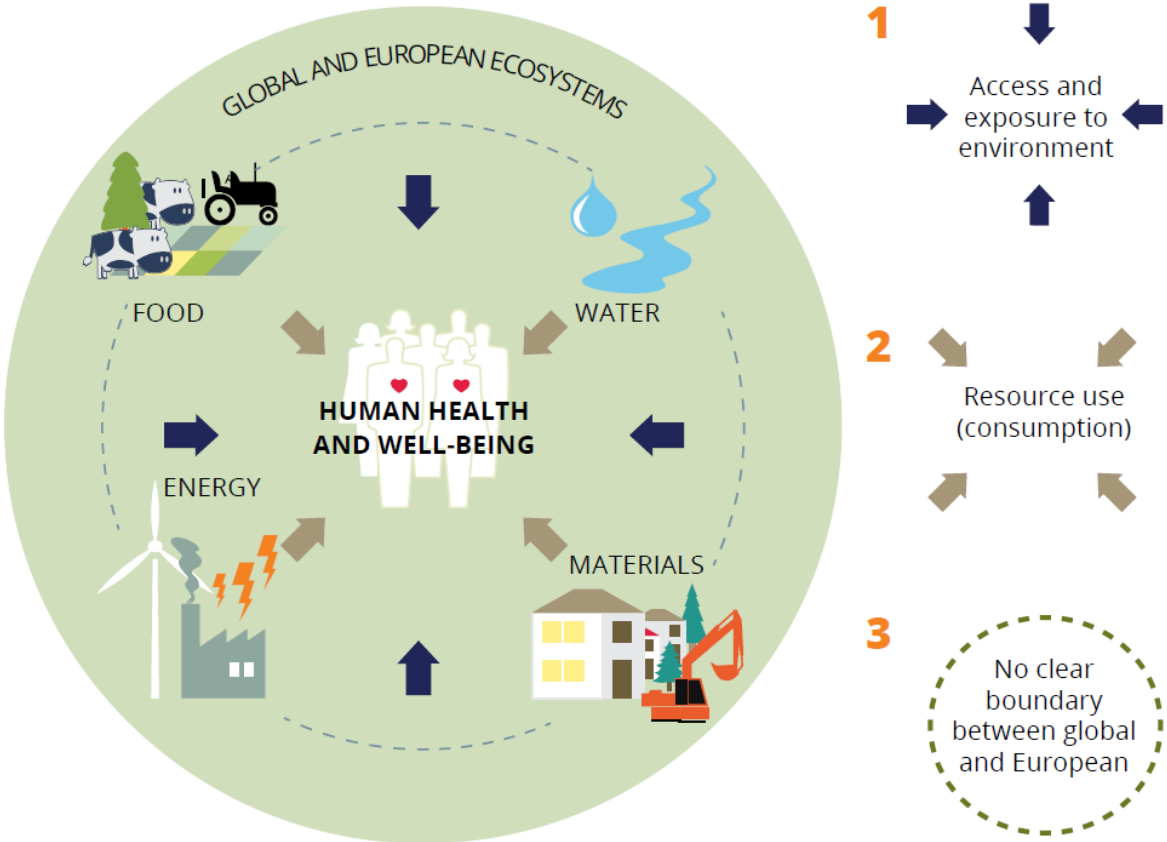 GLOBAL AND EUROPEAN ECOSYSTEMS
FOOD
WATER
HUMAN HEALTH
AND WELL-BEING
ENERGY
MATERIALS
1
Access and
exposure to
environment
2
Resource use
(consumption)
3
No clear
boundary
between global
and European